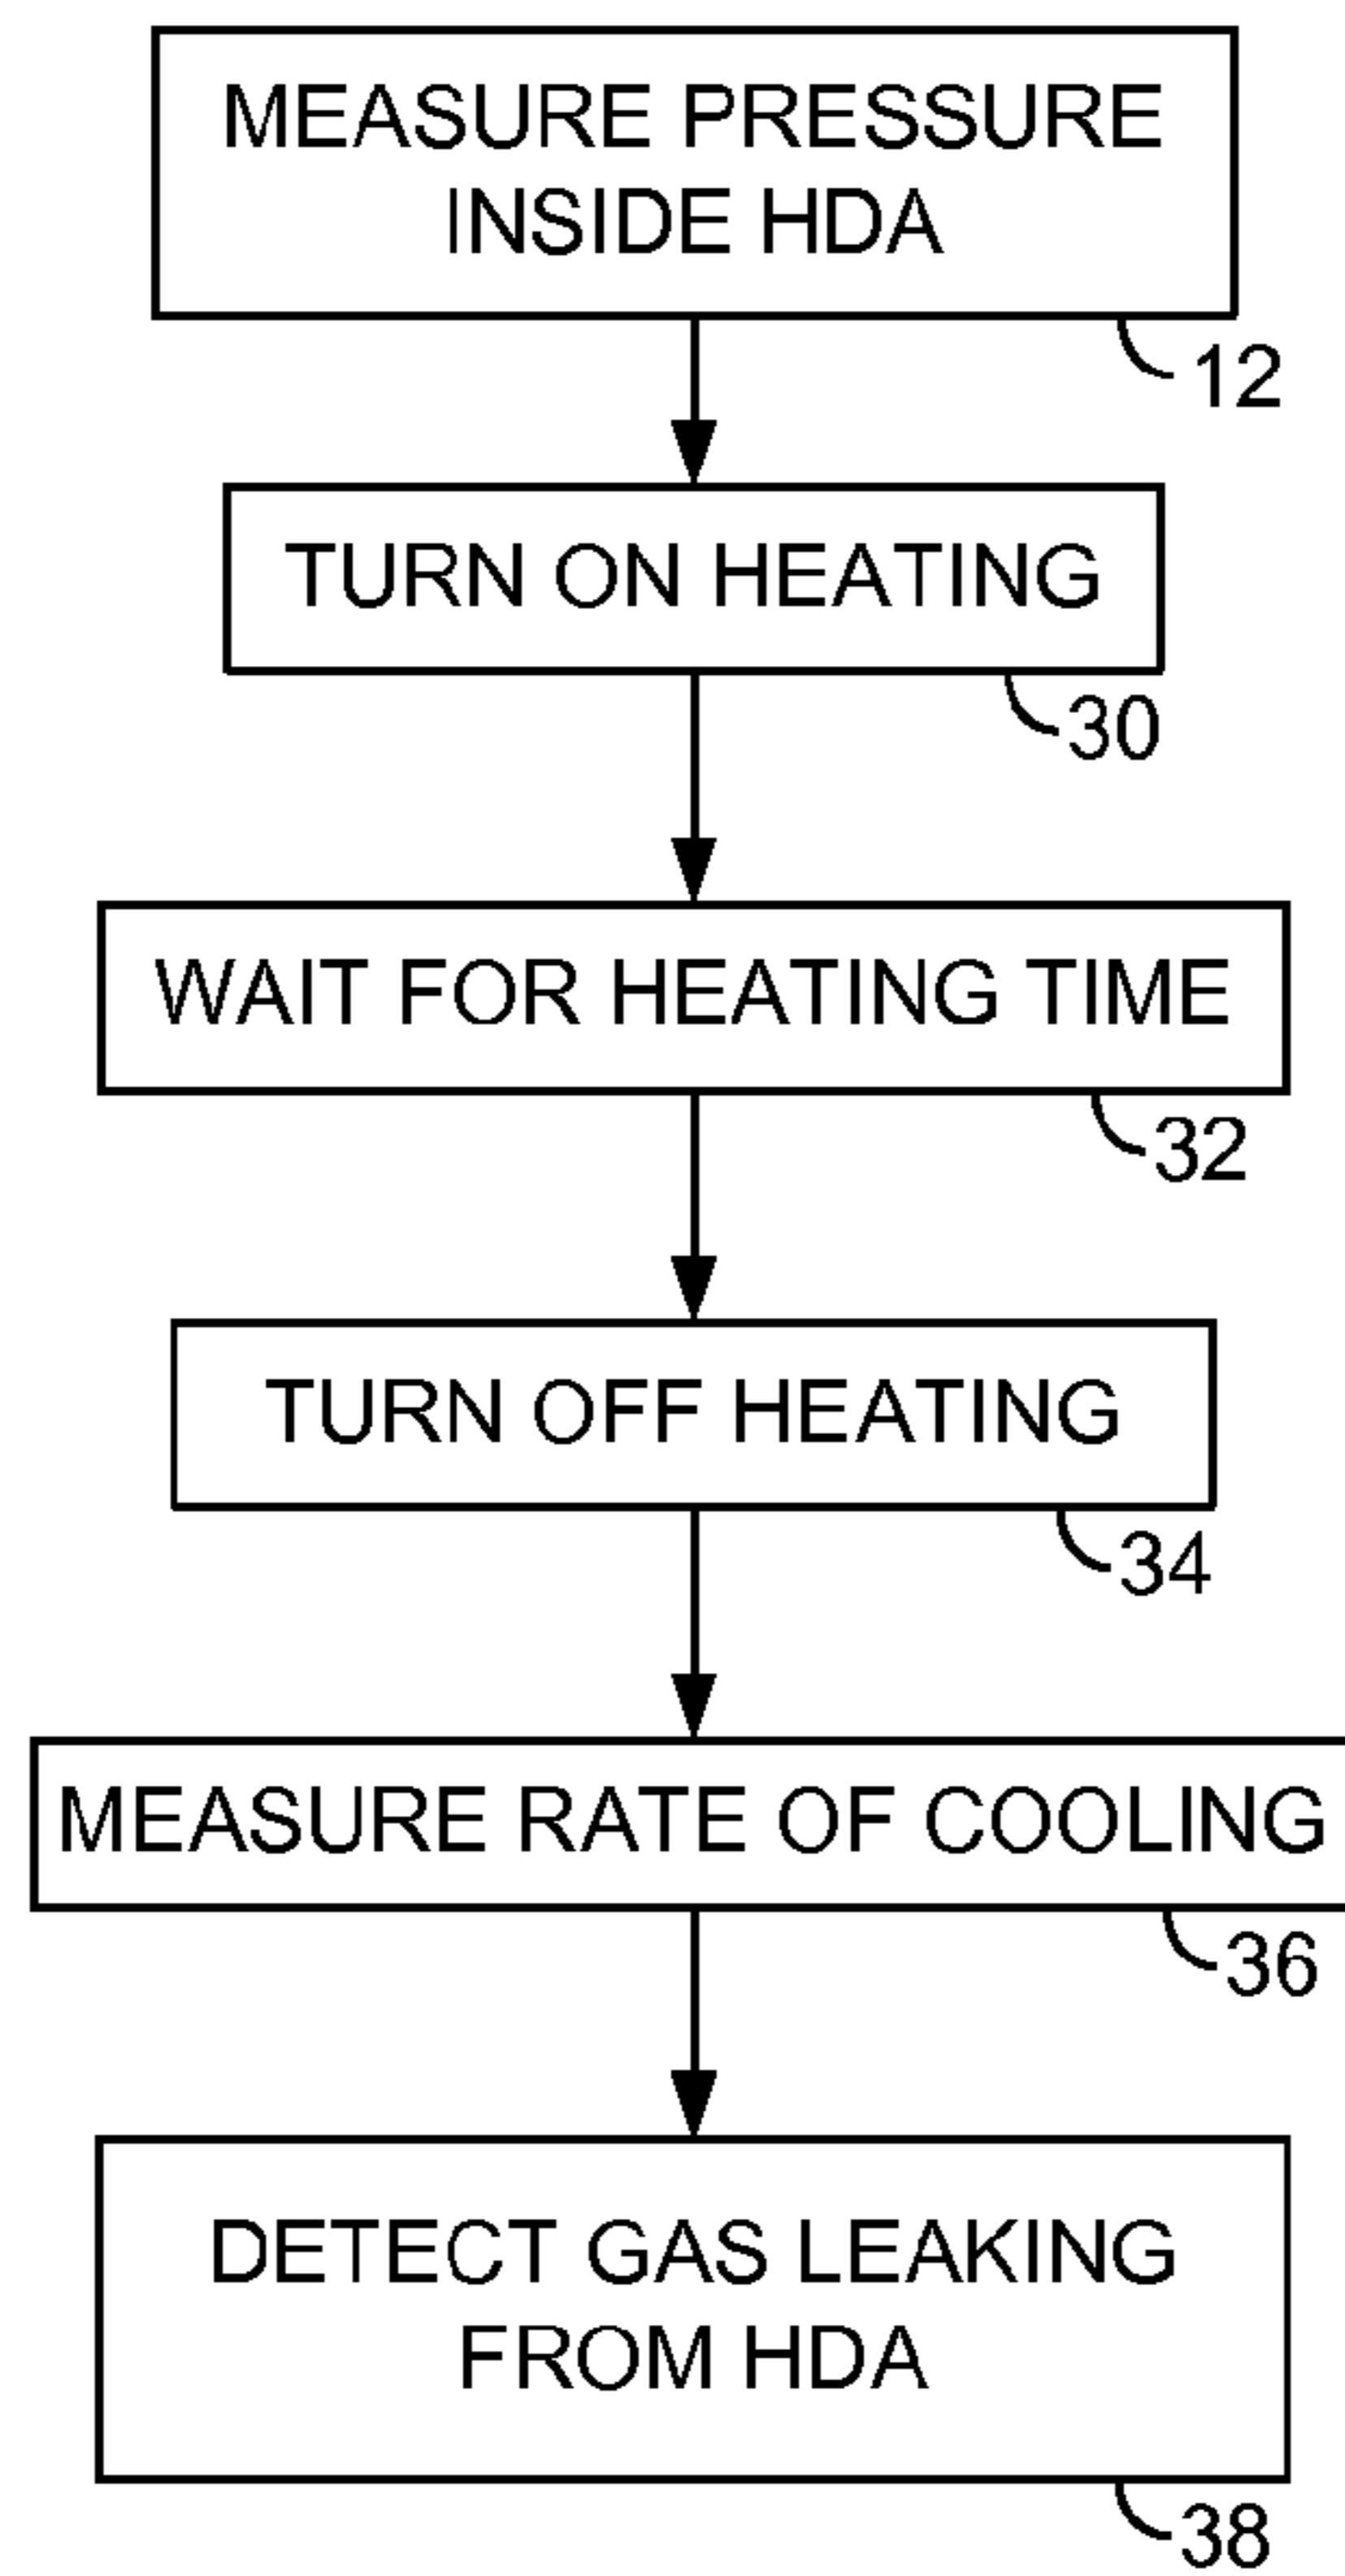 MEASURE PRESSURE
INSIDE HDA
12
TURN ON HEATING
30
WAIT FOR HEATING TIME
32
TURN OFF HEATING
34
MEASURE RATE OF COOLING
36
DETECT GAS LEAKING
FROM HDA
38